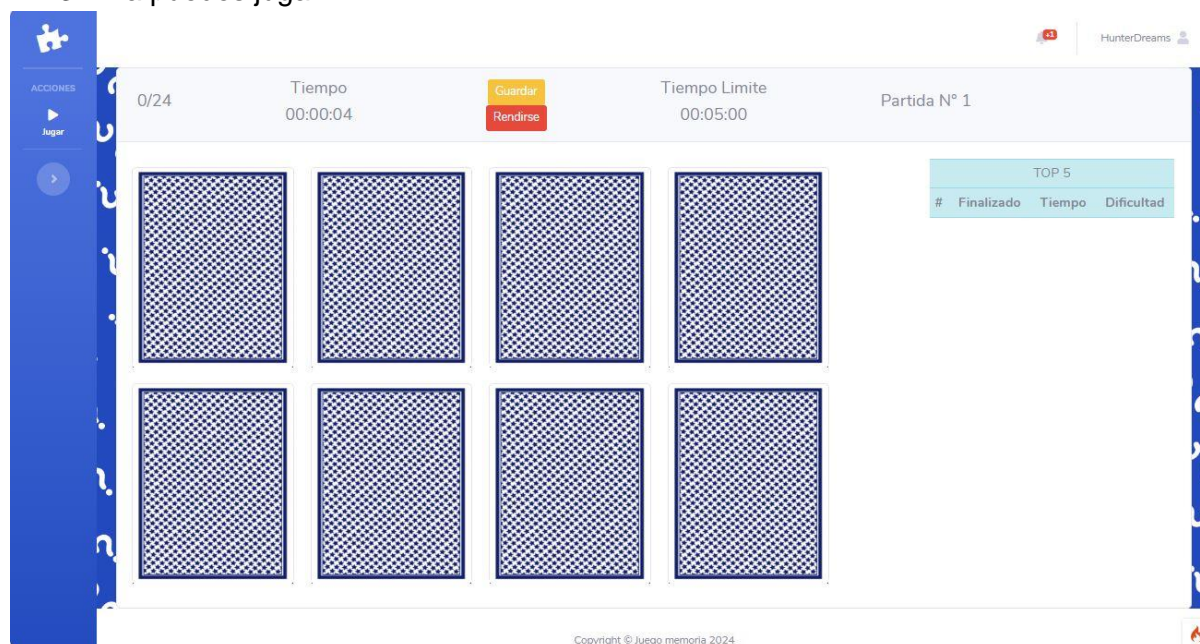 +1
HunterDreams
ACCIONES
Jugar
0/24
Tiempo
00:00:04
Guardar
Rendirse
Tiempo Limite
00:05:00
Partida N° 1
TOP 5
# Finalizado Tiempo Dificultad
Copyright © Juego memoria 2024